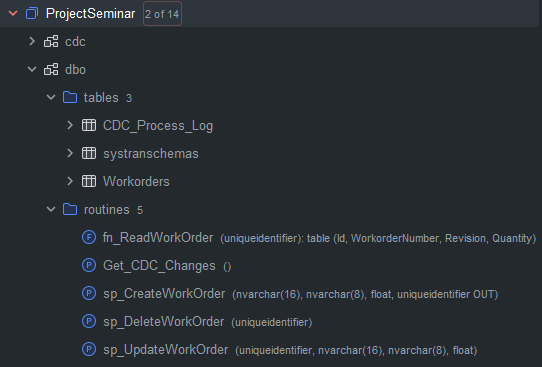 ProjectSeminar 2 of 14
cdc
dbo
tables 3
CDC_Process_Log
systranschemas
Workorders
routines 5
F fn_ReadWorkOrder (uniqueidentifier): table (Id, WorkorderNumber, Revision, Quantity)
P Get_CDC_Changes ()
P sp_CreateWorkOrder (nvarchar(16), nvarchar(8), float, uniqueidentifier OUT)
P sp_DeleteWorkOrder (uniqueidentifier)
P sp_UpdateWorkOrder (uniqueidentifier, nvarchar(16), nvarchar(8), float)